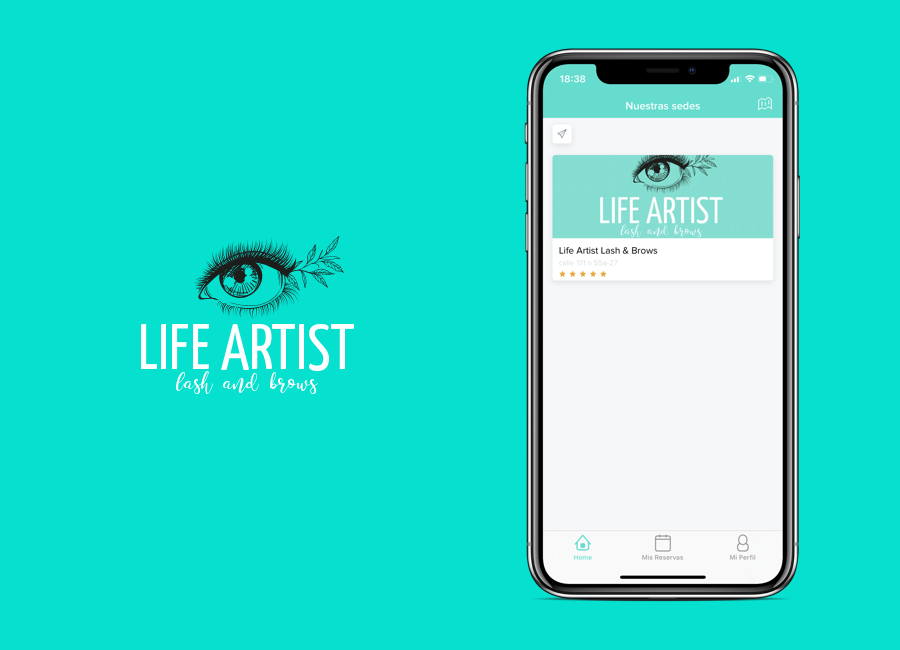 LIFE ARTIST
lash and brows
18:38
Nuestras sedes
LIFE ARTIST
lash and brows
Life Artist Lash & Brows
Home
Mis Reservas
Mi Perfil